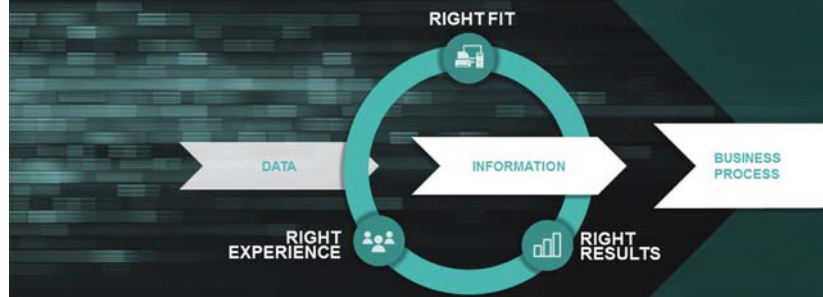 RIGHT FIT
DATA
INFORMATION
BUSINESS
PROCESS
RIGHT
EXPERIENCE
RIGHT
RESULTS